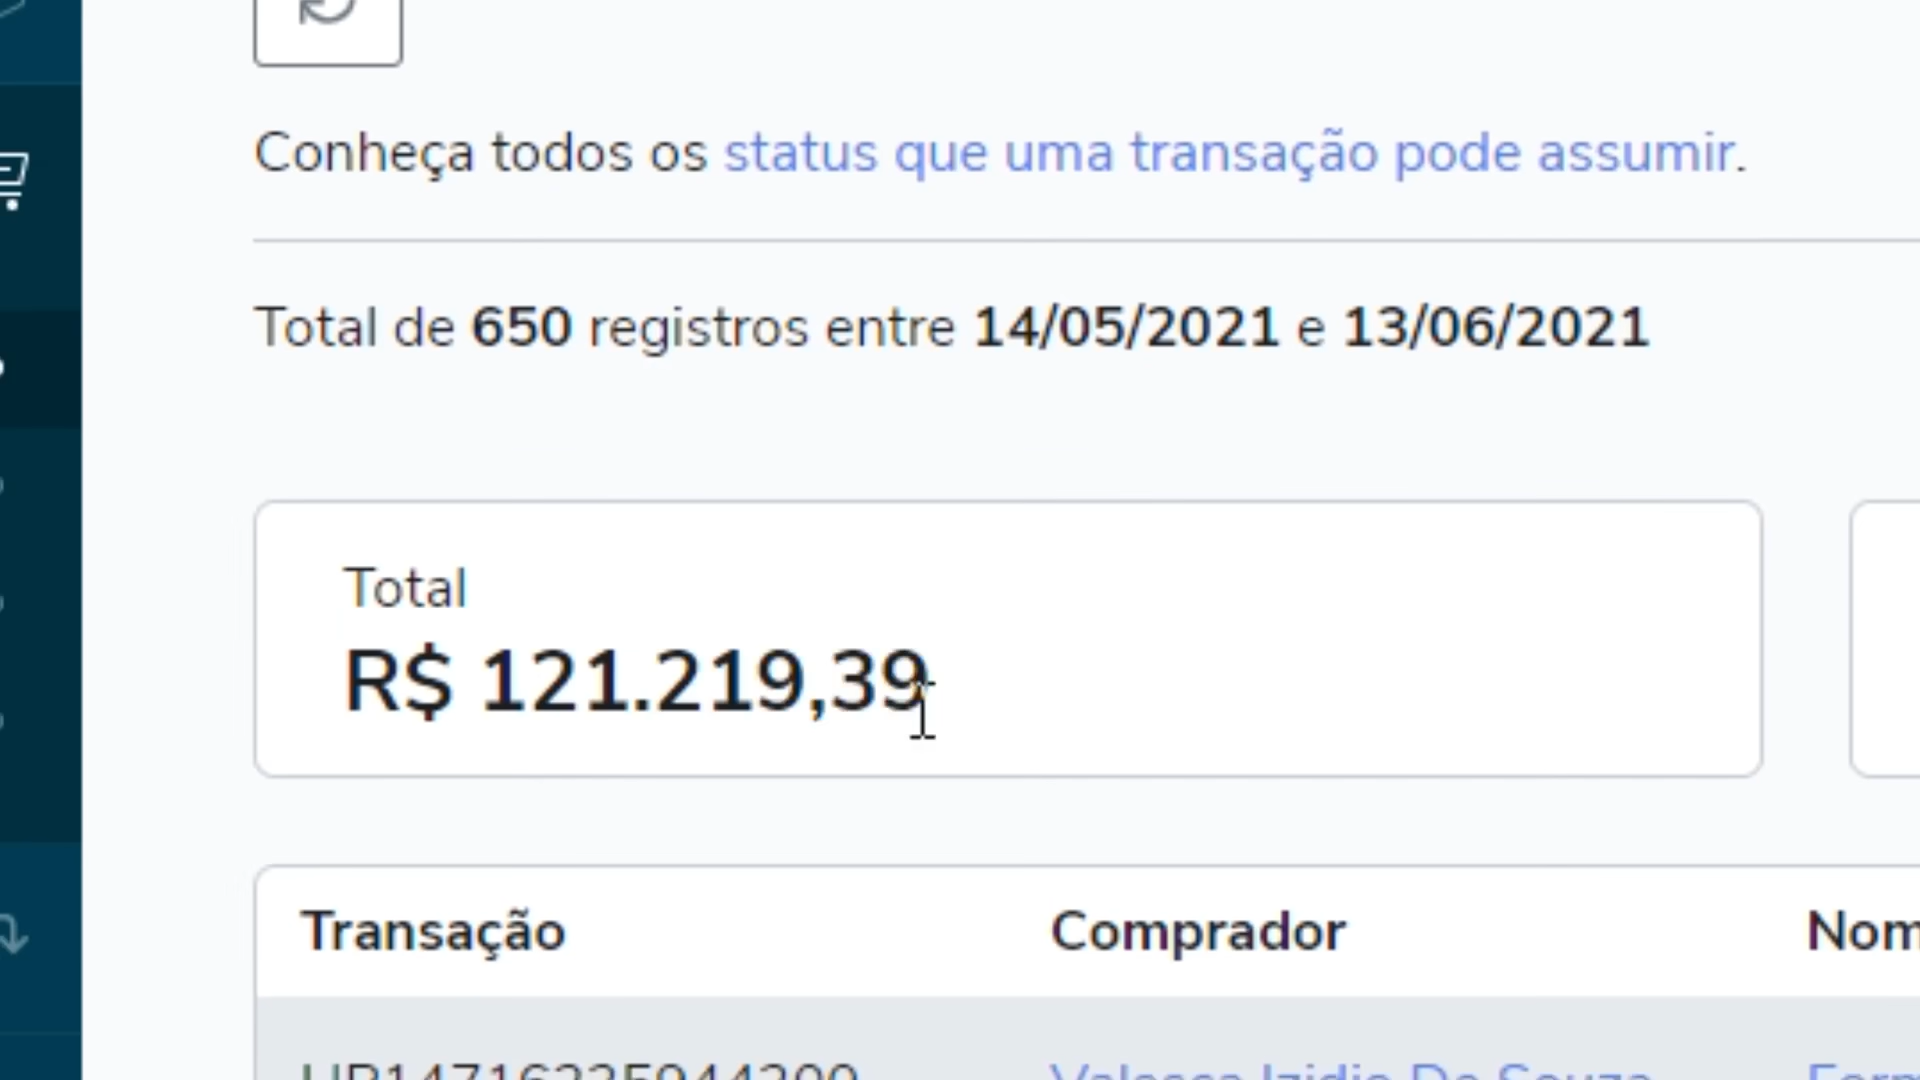 Conheça todos os status que uma transação pode assumir.
Total de 650 registros entre 14/05/2021 e 13/06/2021
Total
R$ 121.219,39
Transação Comprador